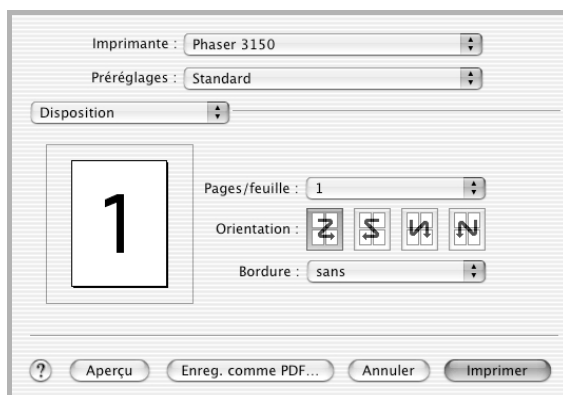 Imprimante : Phaser 3150
Préréglages : Standard
Disposition
1
Pages/feuille : 1
Orientation :
Bordure : sans
? Aperçu Enreg. comme PDF... Annuler Imprimer